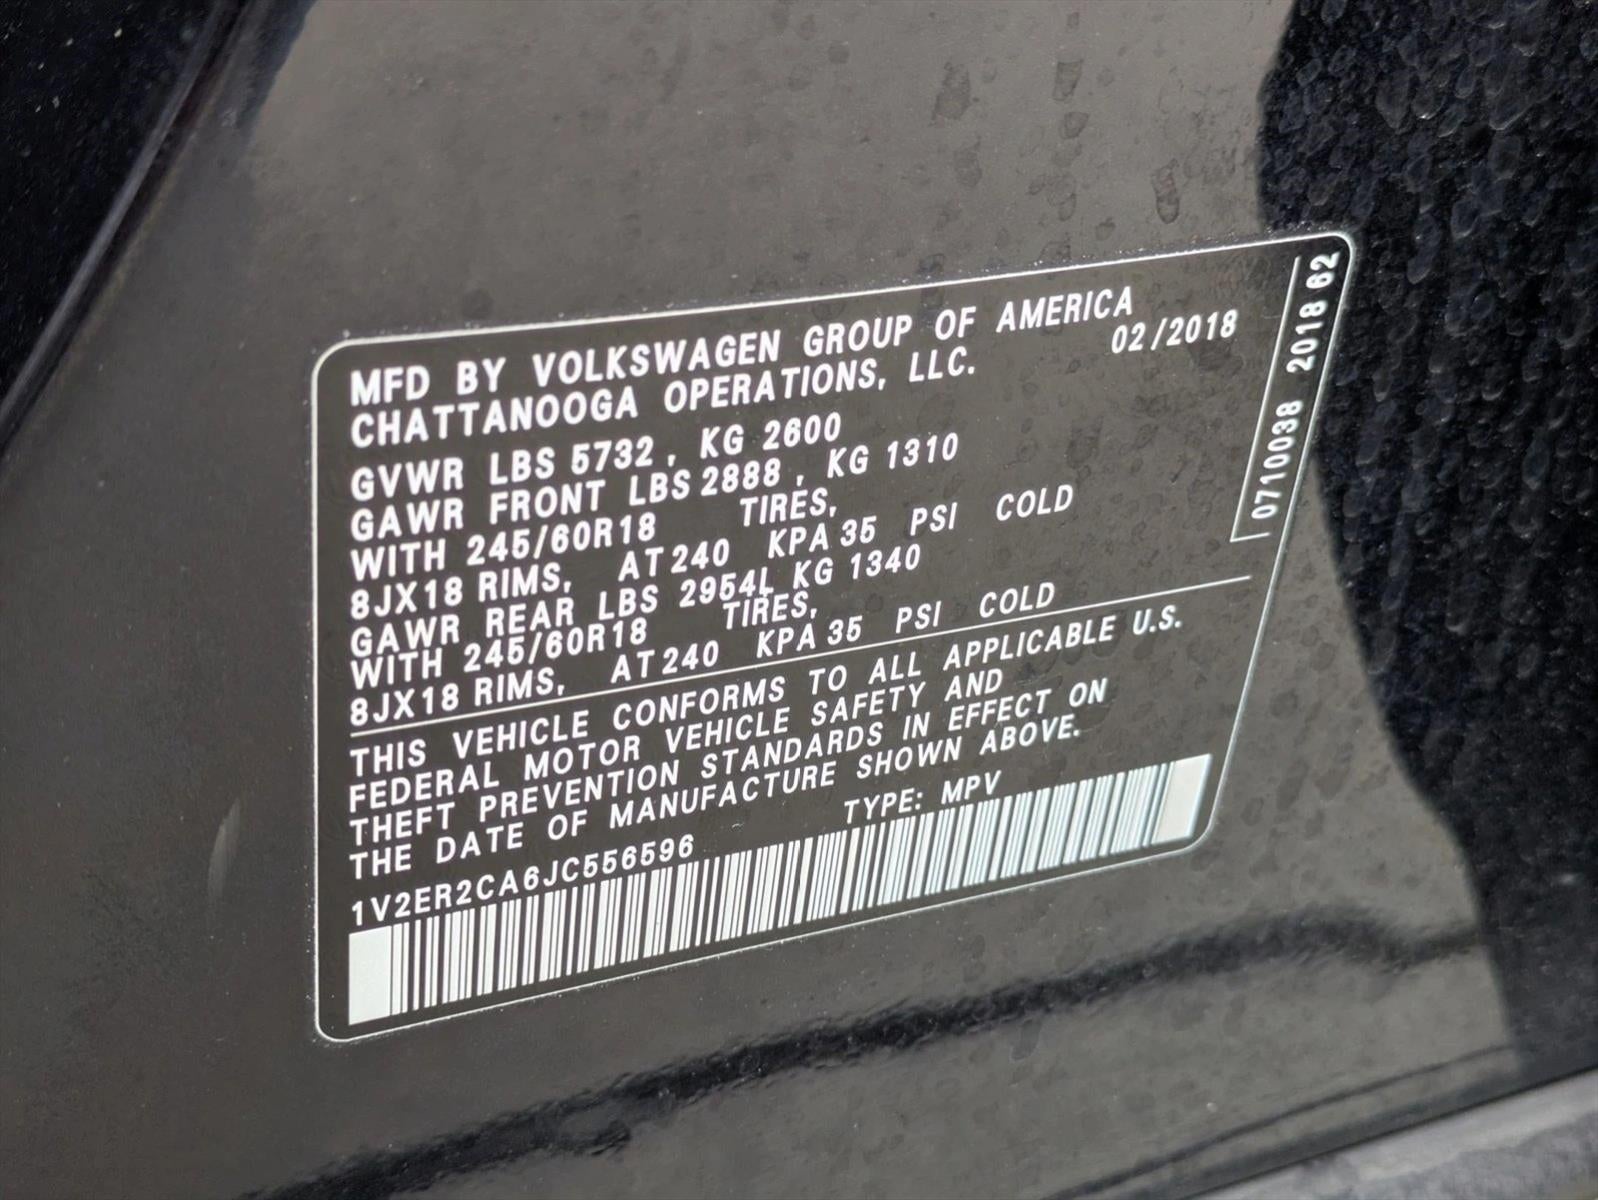 MFD BY VOLKSWAGEN GROUP OF AMERICA
CHATTANOOGA OPERATIONS, LLC. 02/2018
GVWR LBS 5732, KG 2600
GAWR FRONT LBS 2888, KG 1310
WITH 245/60R18 TIRES,
8JX18 RIMS, AT 240 KPA 35 PSI COLD
GAWR REAR LBS 2954L KG 1340
WITH 245/60R18 TIRES,
8JX18 RIMS, AT 240 KPA 35 PSI COLD
THIS VEHICLE CONFORMS TO ALL APPLICABLE U.S.
FEDERAL MOTOR VEHICLE SAFETY AND
THEFT PREVENTION STANDARDS IN EFFECT ON
THE DATE OF MANUFACTURE SHOWN ABOVE.
1V2ER2CA6JC556596 TYPE: MPV
0710038 2018 62